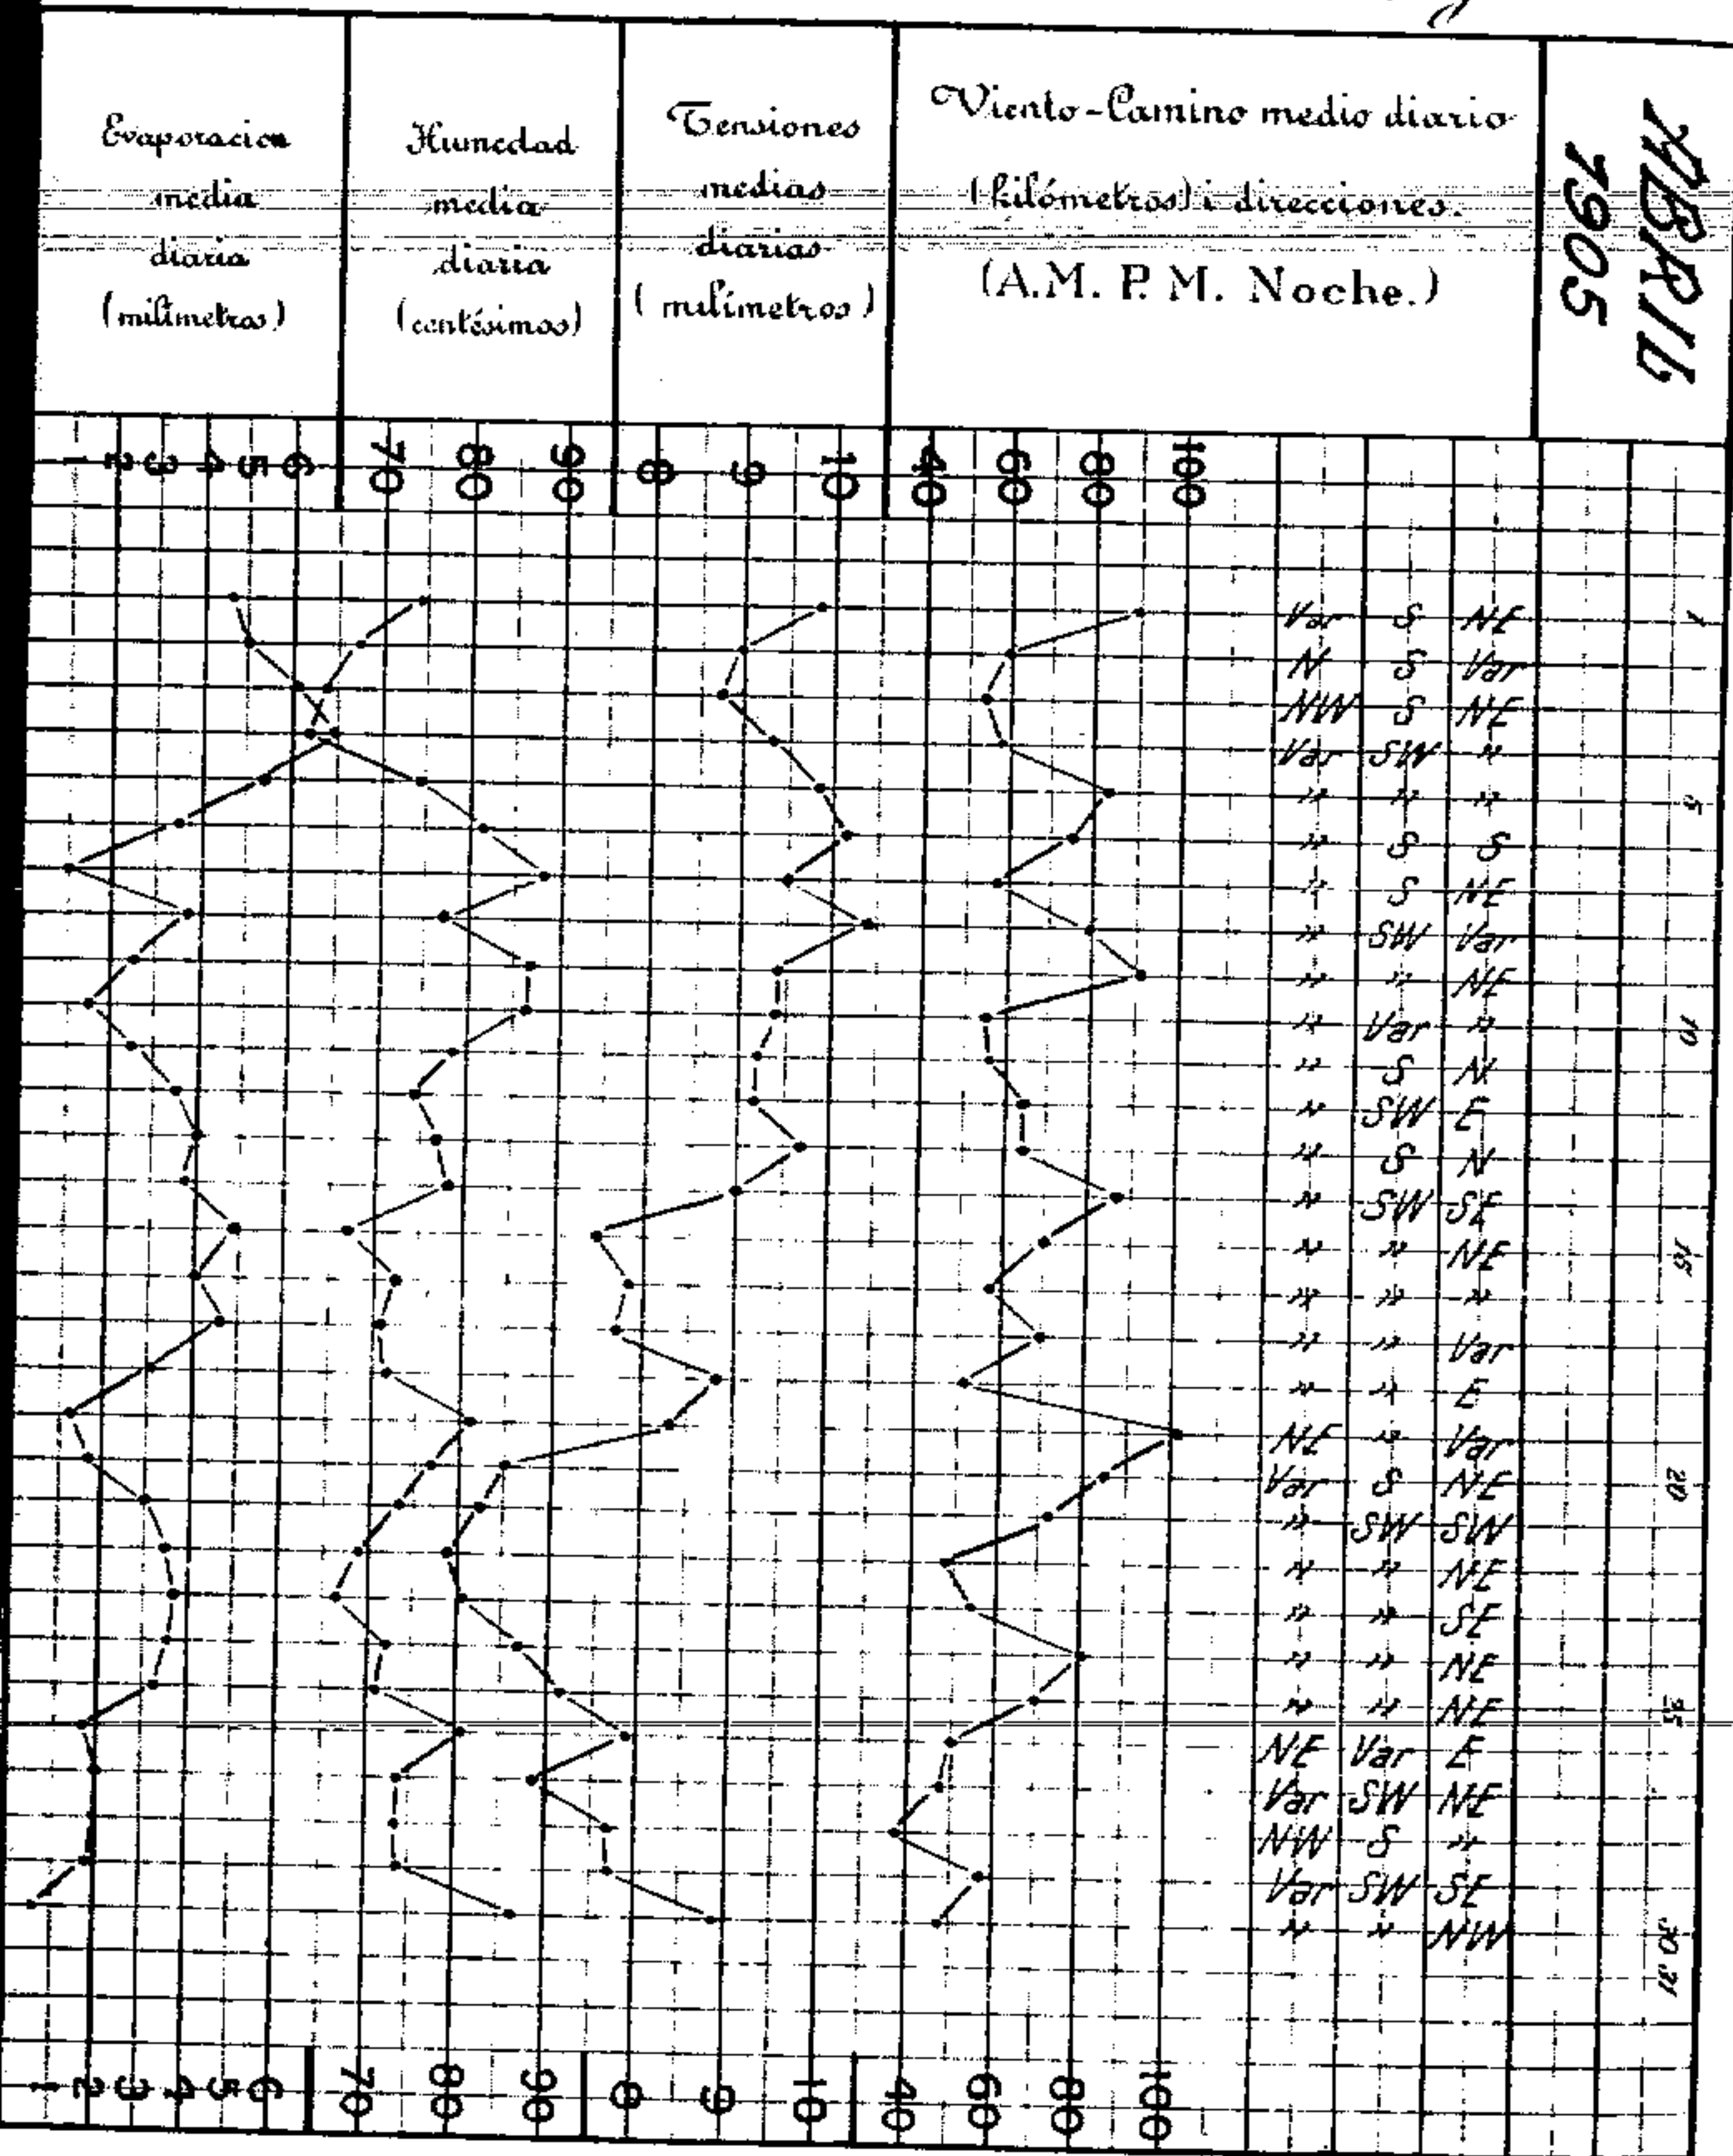 ABRIL
1905
Evaporacion
media
diaria
(milimetros)
Humedad
media
diaria
(centésimos)
Tensiones
medias
diarias
(milímetros)
Viento-Camino medio diario
(kilómetros) i direcciones.
(A.M. P.M. Noche.)
1 2 3 4 5 6 70 80 90 8 9 10 40 60 80 100
Var S NE 1
N S Var
NW S NE
Var SW "
" " " 5
" S S
" S NE
" SW Var
" " NE
" Var " 10
" S N
" SW E
" S N
" SW SE
" " NE 15
" " "
" " Var
" " E
NE " Var
Var S NE 20
" SW SW
" " NE
" " SE
" " NE
" " NE 25
NE Var E
Var SW NE
NW S "
Var SW SE
" " NW 30
31
1 2 3 4 5 6 70 80 90 8 9 10 40 60 80 100